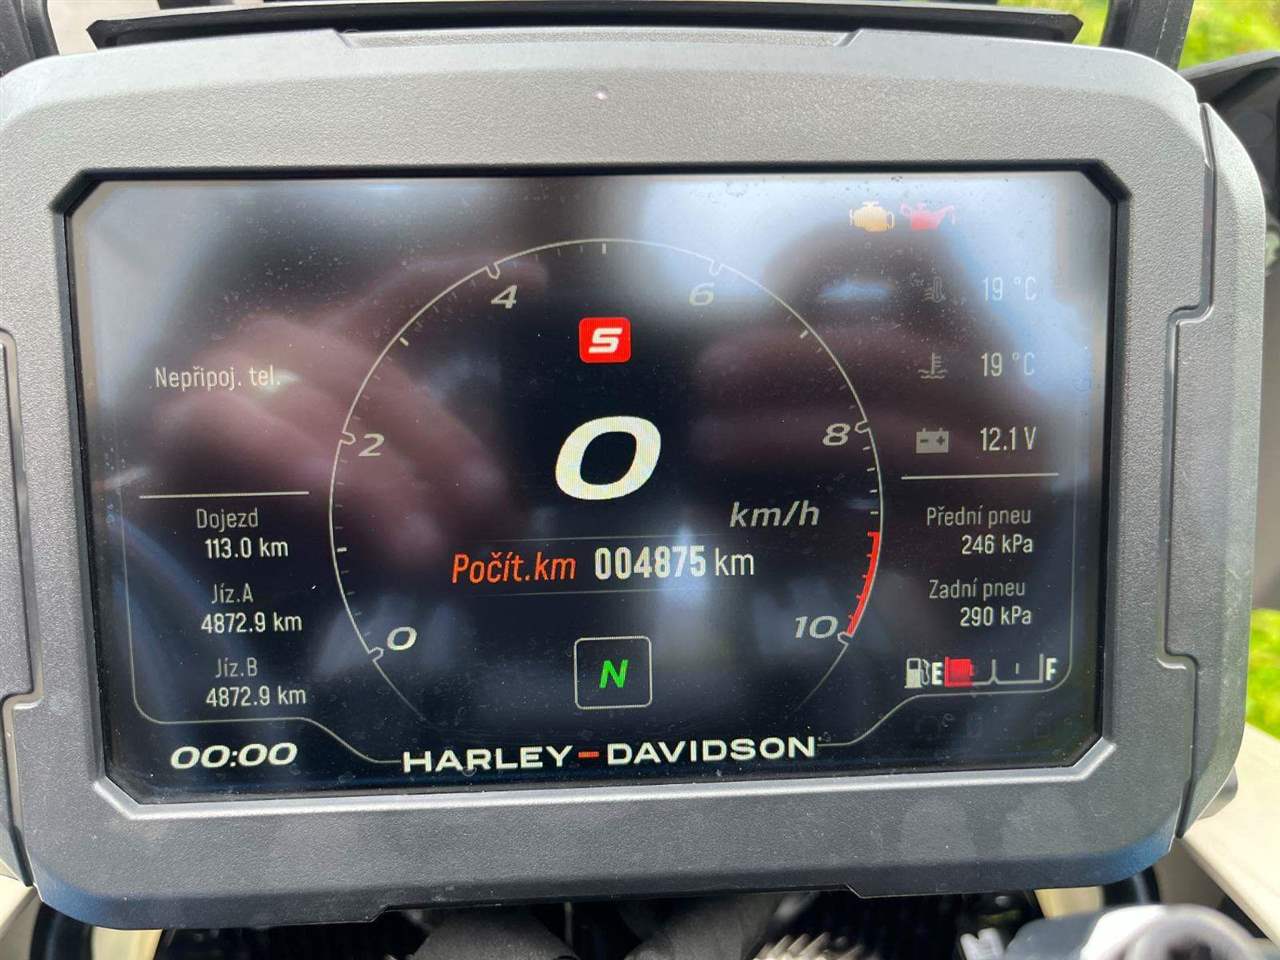 4
6
S
19 °C
Nepřipoj. tel.
19 °C
0
2
8
12.1 V
km/h
Dojezd
113.0 km
Počít.km 004875 km
Přední pneu
246 kPa
Jíz.A
4872.9 km
Zadní pneu
290 kPa
0
10
Jíz.B
4872.9 km
N
E F
00:00
HARLEY-DAVIDSON